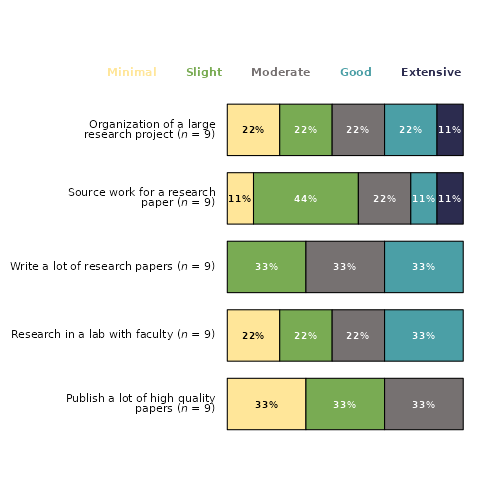 Minimal Slight Moderate Good Extensive
Organization of a large
research project (n = 9)
22% 22% 22% 22% 11%
Source work for a research
paper (n = 9)
11% 44% 22% 11% 11%
Write a lot of research papers (n = 9)
33% 33% 33%
Research in a lab with faculty (n = 9)
22% 22% 22% 33%
Publish a lot of high quality
papers (n = 9)
33% 33% 33%